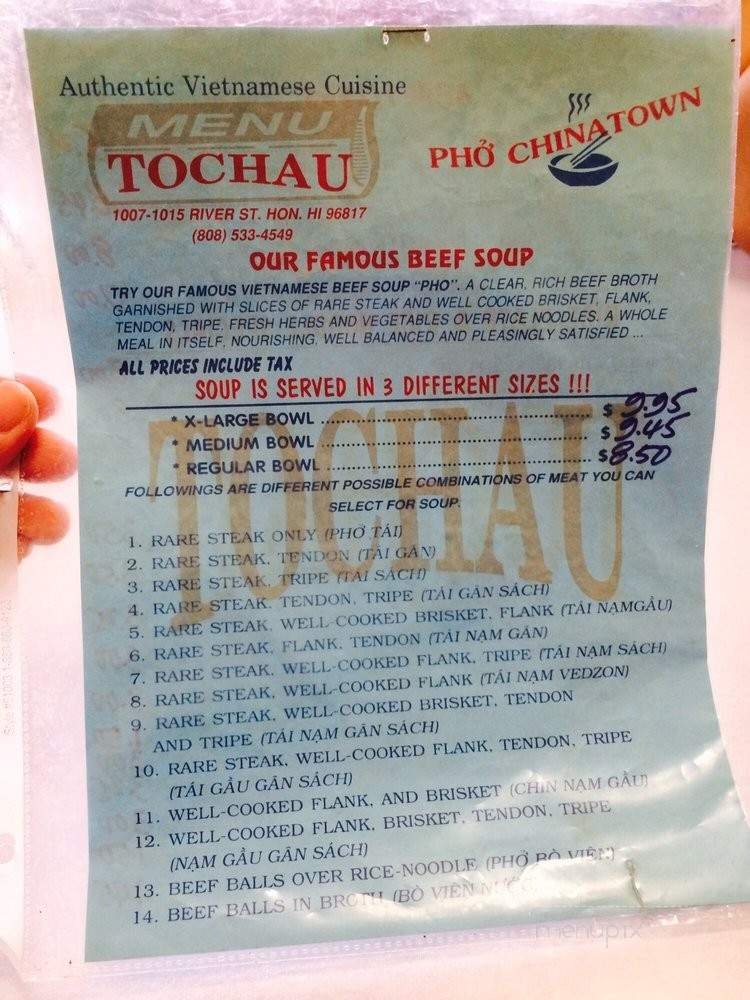 Authentic Vietnamese Cuisine
MENU
TOCHAU
PHỞ CHINATOWN
1007-1015 RIVER ST. HON. HI 96817
(808) 533-4549
OUR FAMOUS BEEF SOUP
TRY OUR FAMOUS VIETNAMESE BEEF SOUP "PHO". A CLEAR, RICH BEEF BROTH
GARNISHED WITH SLICES OF RARE STEAK AND WELL COOKED BRISKET, FLANK,
TENDON, TRIPE, FRESH HERBS AND VEGETABLES OVER RICE NOODLES. A WHOLE
MEAL IN ITSELF, NOURISHING, WELL BALANCED AND PLEASINGLY SATISFIED ...
ALL PRICES INCLUDE TAX
SOUP IS SERVED IN 3 DIFFERENT SIZES !!!
* X-LARGE BOWL ........ $ 9.95
* MEDIUM BOWL ........ $ 9.45
* REGULAR BOWL ........ $ 8.50
FOLLOWINGS ARE DIFFERENT POSSIBLE COMBINATIONS OF MEAT YOU CAN
SELECT FOR SOUP.
TOCHAU
1. RARE STEAK ONLY (PHỞ TÁI)
2. RARE STEAK, TENDON (TÁI GÂN)
3. RARE STEAK, TRIPE (TÁI SÁCH)
4. RARE STEAK. TENDON, TRIPE (TÁI GÂN SÁCH)
5. RARE STEAK, WELL-COOKED BRISKET, FLANK (TÁI NẠMGẦU)
6. RARE STEAK, FLANK, TENDON (TÁI NẠM GÂN)
7. RARE STEAK, WELL-COOKED FLANK, TRIPE (TÁI NẠM SÁCH)
8. RARE STEAK, WELL-COOKED FLANK (TÁI NẠM VEDZON)
9. RARE STEAK, WELL-COOKED BRISKET, TENDON
AND TRIPE (TÁI NẠM GÂN SÁCH)
10. RARE STEAK, WELL-COOKED FLANK, TENDON, TRIPE
(TÁI GẦU GÂN SÁCH)
11. WELL-COOKED FLANK, AND BRISKET (CHÍN NẠM GẦU)
12. WELL-COOKED FLANK, BRISKET, TENDON, TRIPE
(NẠM GẦU GÂN SÁCH)
13. BEEF BALLS OVER RICE-NOODLE (PHỞ BÒ VIÊN)
14. BEEF BALLS IN BROTH (BÒ VIÊN
menupix